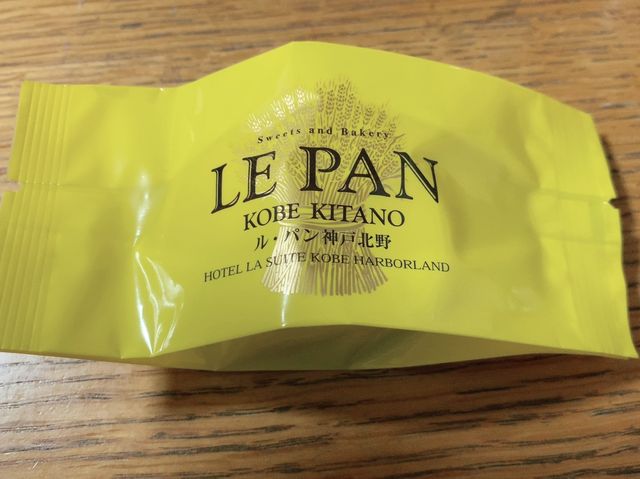 Sweets and Bakery
LE PAN
KOBE KITANO
ル・パン神戸北野
HOTEL LA SUITE KOBE HARBORLAND